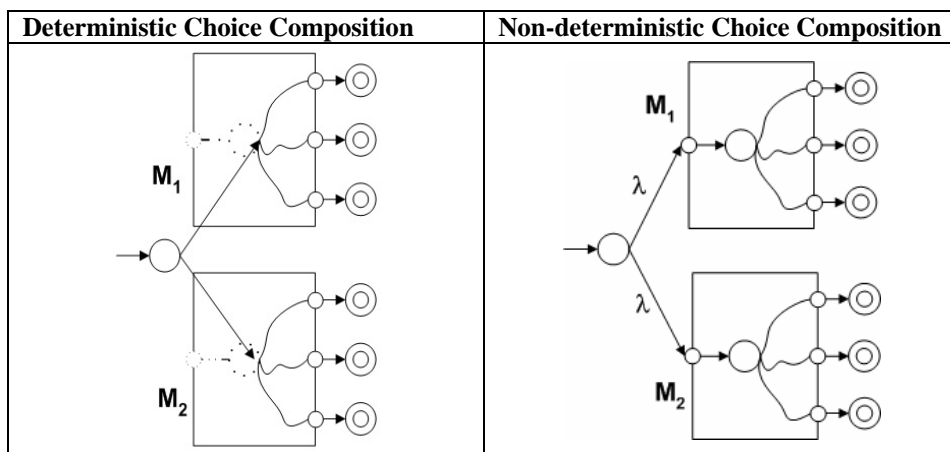 Deterministic Choice Composition
Non-deterministic Choice Composition
M1
M2
M1
λ
λ
M2